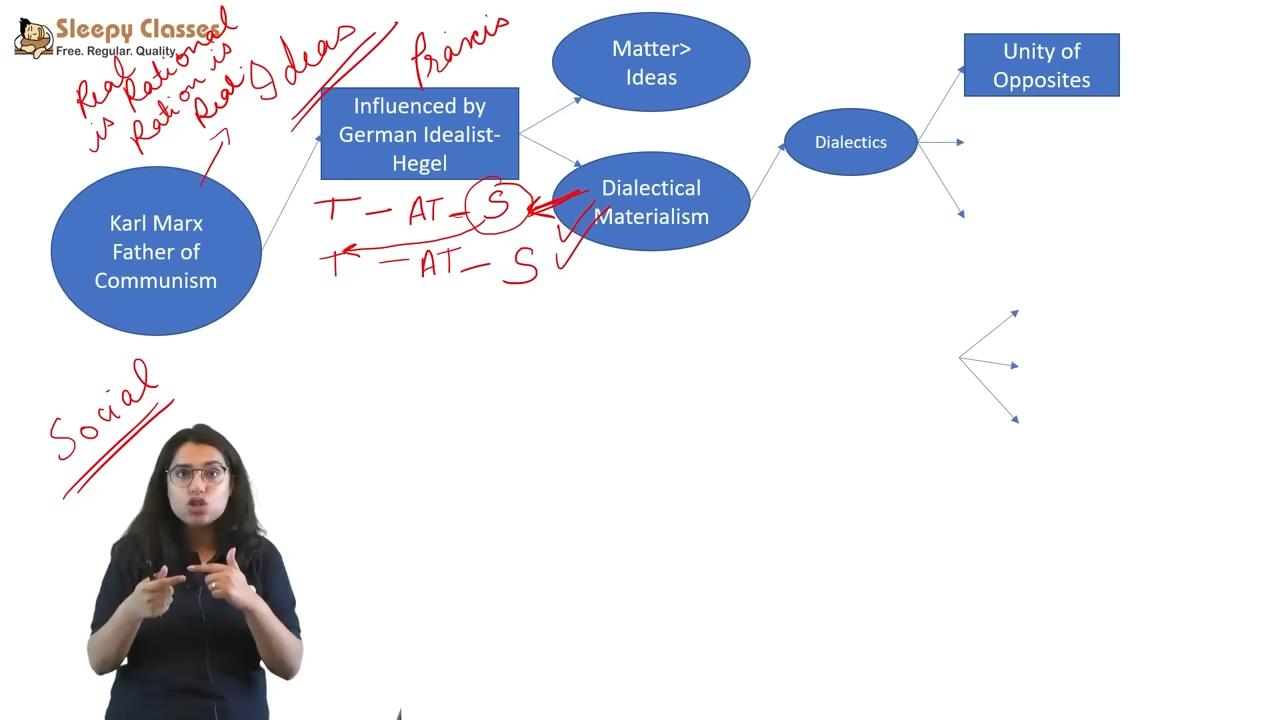 Sleepy Classes
Free. Regular. Quality.
Real
is Rational
Ration is
Real
Ideas
Francis
Influenced by
German Idealist-
Hegel
Matter>
Ideas
Unity of
Opposites
Dialectics
Karl Marx
Father of
Communism
T - AT - S
T - AT - S
Dialectical
Materialism
Social